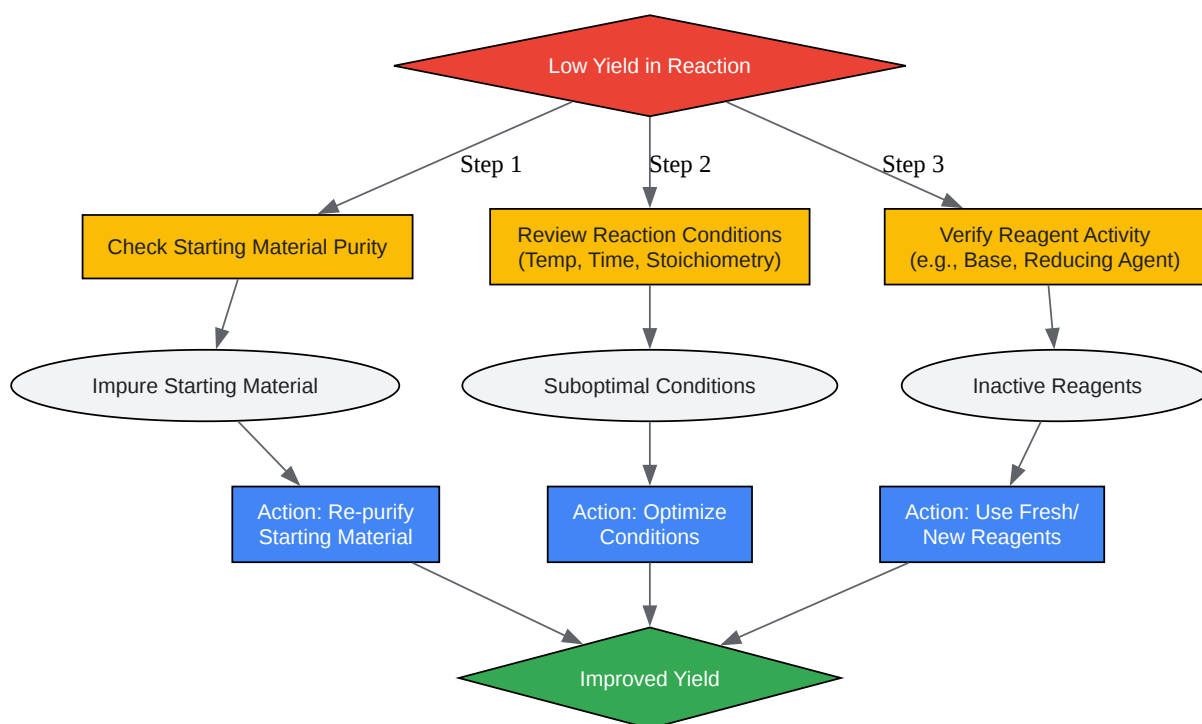 Low Yield in Reaction
Step 1
Step 2
Step 3
Check Starting Material Purity
Review Reaction Conditions
(Temp, Time, Stoichiometry)
Verify Reagent Activity
(e.g., Base, Reducing Agent)
Impure Starting Material
Suboptimal Conditions
Inactive Reagents
Action: Re-purify
Starting Material
Action: Optimize
Conditions
Action: Use Fresh/
New Reagents
Improved Yield